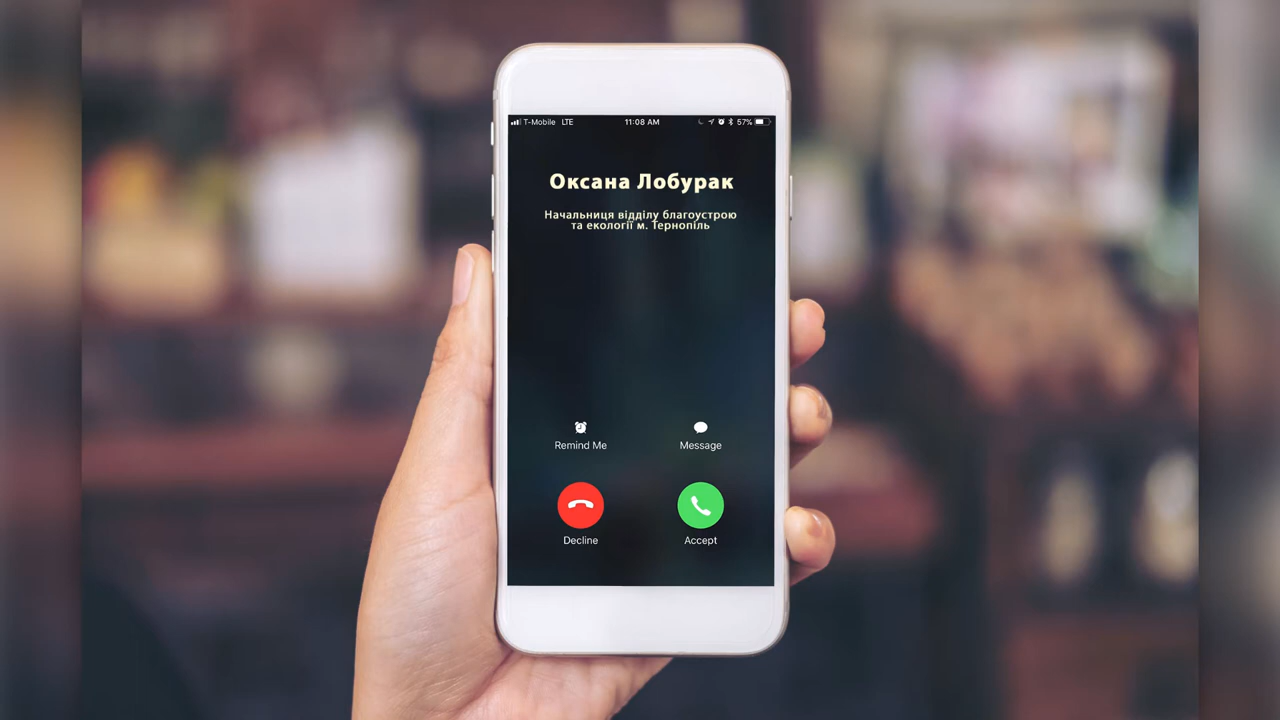 T-Mobile LTE 11:08 AM 57%
Оксана Лобурак
Начальниця відділу благоустрою
та екології м. Тернопіль
Remind Me Message
Decline Accept